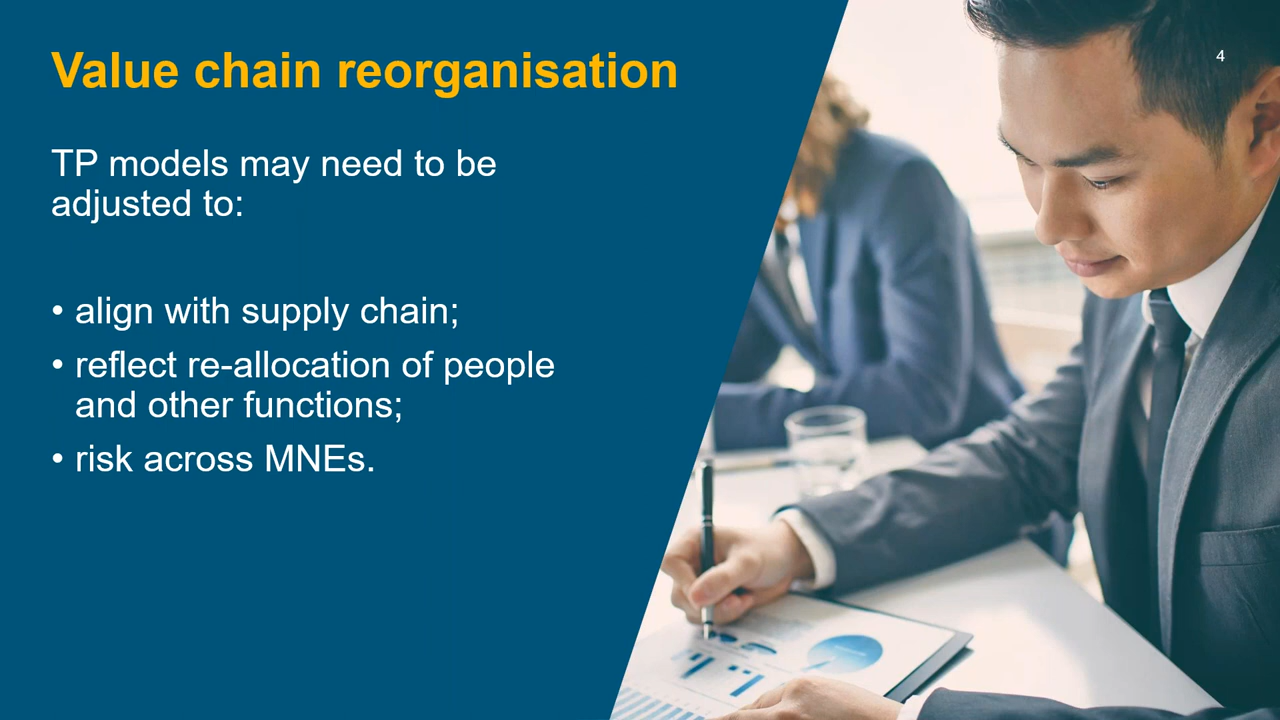 Value chain reorganisation
4
TP models may need to be
adjusted to:
• align with supply chain;
• reflect re-allocation of people
and other functions;
• risk across MNEs.